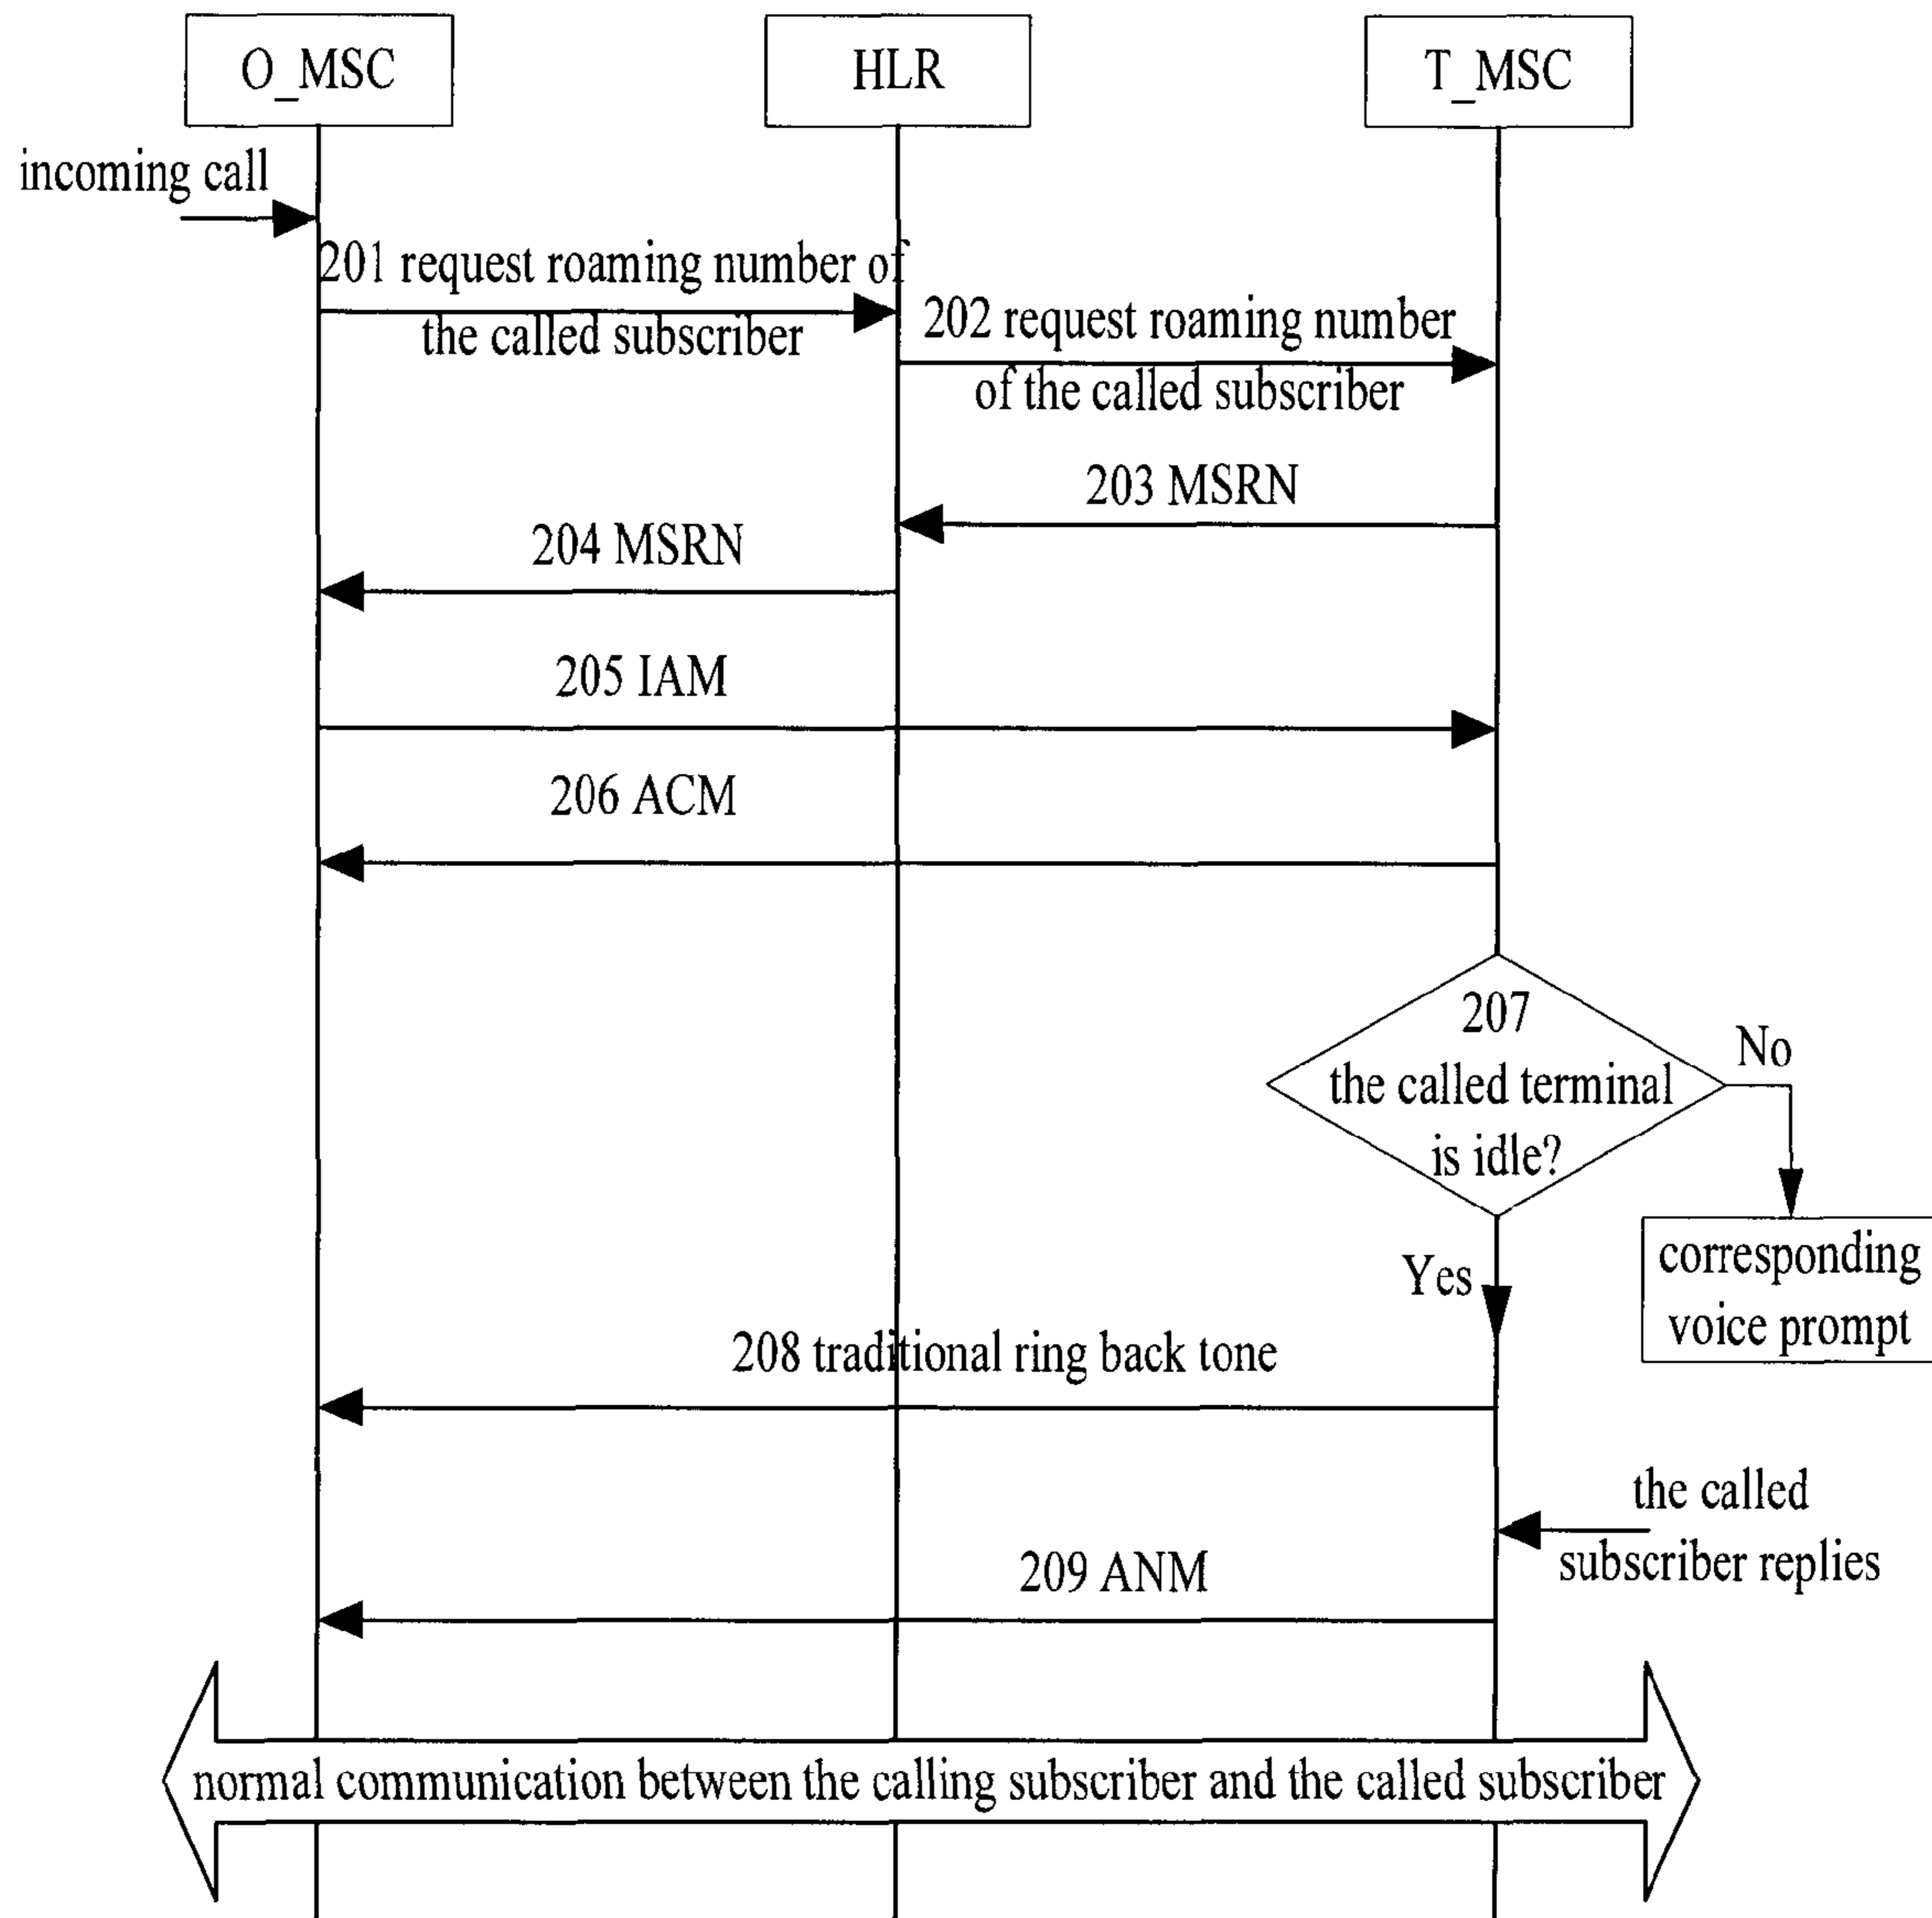 O_MSC
HLR
T_MSC
incoming call
201 request roaming number of
the called subscriber
202 request roaming number
of the called subscriber
203 MSRN
204 MSRN
205 IAM
206 ACM
207
the called terminal
is idle?
No
corresponding
voice prompt
Yes
208 traditional ring back tone
the called
subscriber replies
209 ANM
normal communication between the calling subscriber and the called subscriber